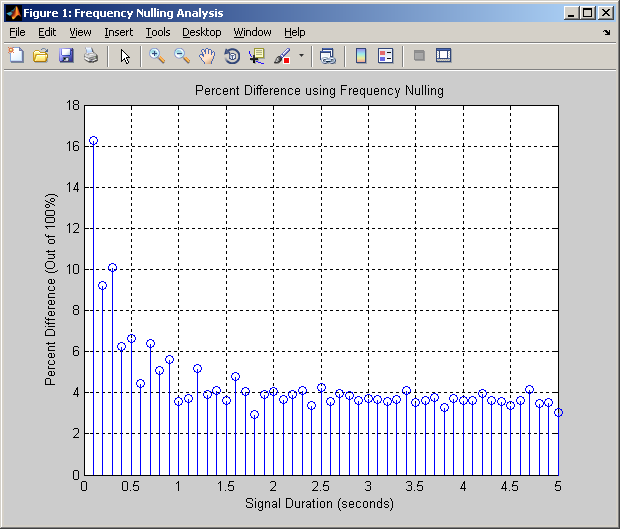 Figure 1: Frequency Nulling Analysis
File Edit View Insert Tools Desktop Window Help
Percent Difference using Frequency Nulling
Percent Difference (Out of 100%)
18
16
14
12
10
8
6
4
2
0
0 0.5 1 1.5 2 2.5 3 3.5 4 4.5 5
Signal Duration (seconds)